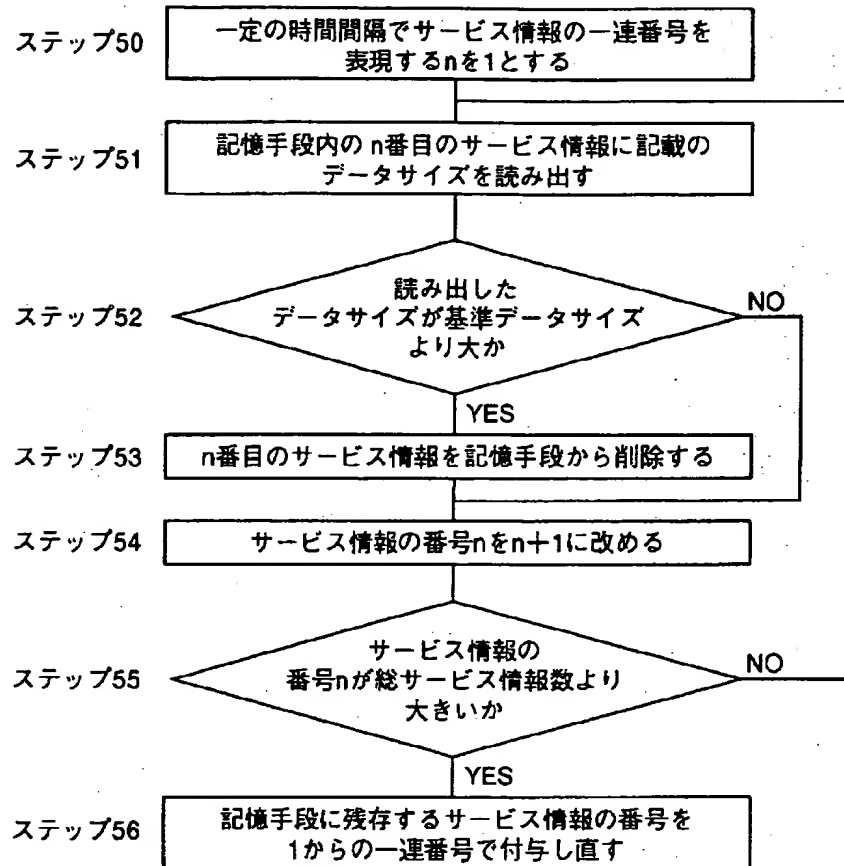 ステップ50
一定の時間間隔でサービス情報の一連番号を
表現するnを1とする
ステップ51
記憶手段内の n番目のサービス情報に記載の
データサイズを読み出す
ステップ52
読み出した
データサイズが基準データサイズ
より大か
NO
YES
ステップ53
n番目のサービス情報を記憶手段から削除する
ステップ54
サービス情報の番号nをn+1に改める
ステップ55
サービス情報の
番号nが総サービス情報数より
大きいか
NO
YES
ステップ56
記憶手段に残存するサービス情報の番号を
1からの一連番号で付与し直す